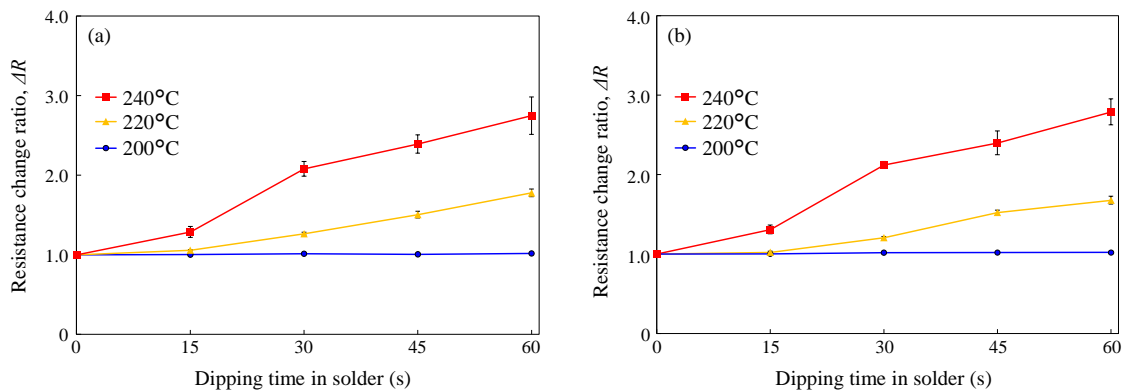 (a)
4.0
3.0
2.0
1.0
0
Resistance change ratio, ΔR
240°C
220°C
200°C
0 15 30 45 60
Dipping time in solder (s)
(b)
4.0
3.0
2.0
1.0
0
Resistance change ratio, ΔR
240°C
220°C
200°C
0 15 30 45 60
Dipping time in solder (s)